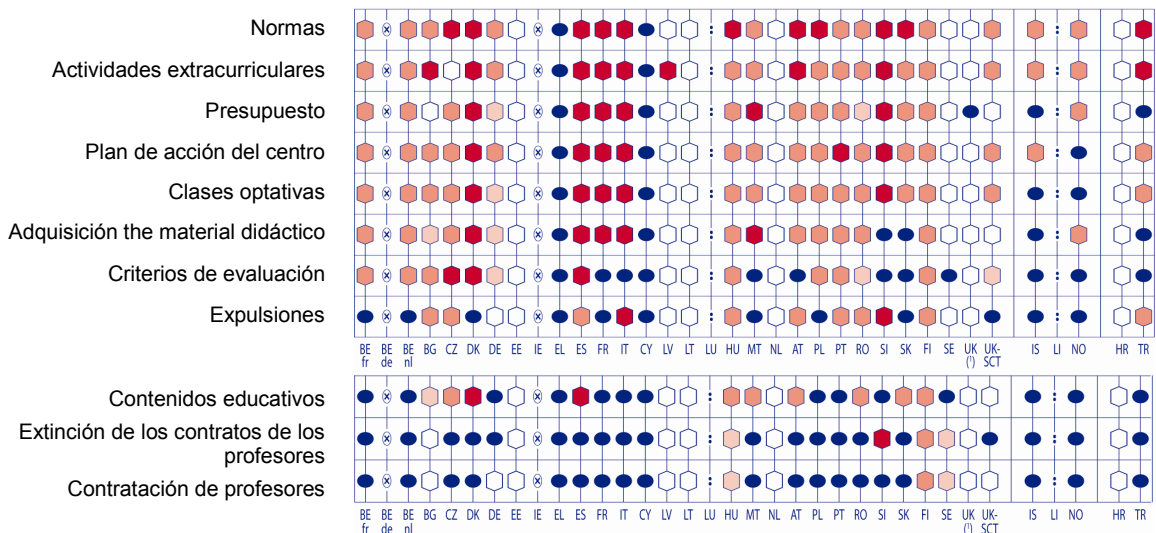 Normas
Actividades extracurriculares
Presupuesto
Plan de acción del centro
Clases optativas
Adquisición the material didáctico
Criterios de evaluación
Expulsiones
BE BE BE BG CZ DK DE EE IE EL ES FR IT CY LV LT LU HU MT NL AT PL PT RO SI SK FI SE UK UK- IS LI NO HR TR
fr de nl (¹) SCT
Contenidos educativos
Extinción de los contratos de los
profesores
Contratación de profesores
BE BE BE BG CZ DK DE EE IE EL ES FR IT CY LV LT LU HU MT NL AT PL PT RO SI SK FI SE UK UK- IS LI NO HR TR
fr de nl (¹) SCT